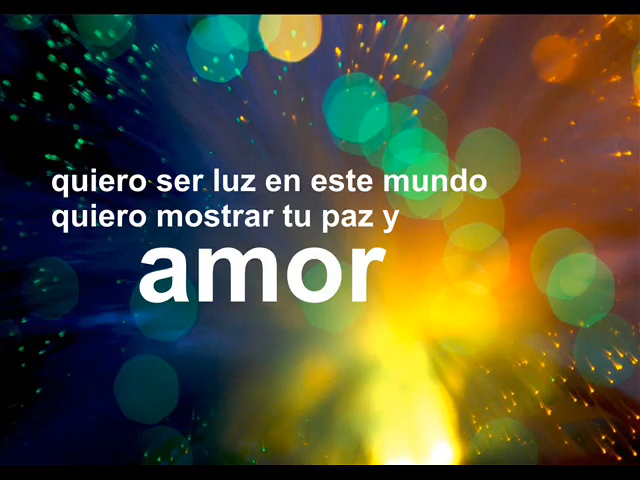 quiero ser luz en este mundo
quiero mostrar tu paz y
amor